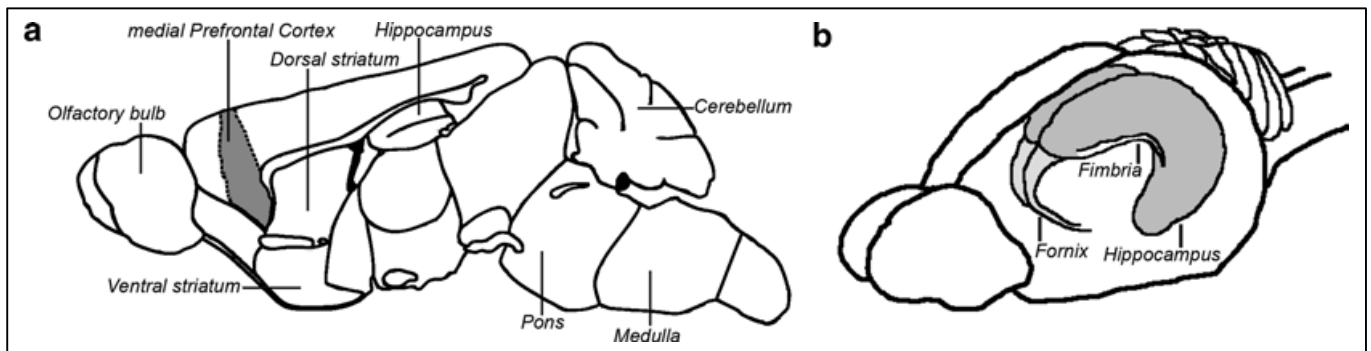 a
medial Prefrontal Cortex
Hippocampus
Dorsal striatum
Olfactory bulb
Cerebellum
Ventral striatum
Pons
Medulla
b
Fimbria
Fornix
Hippocampus